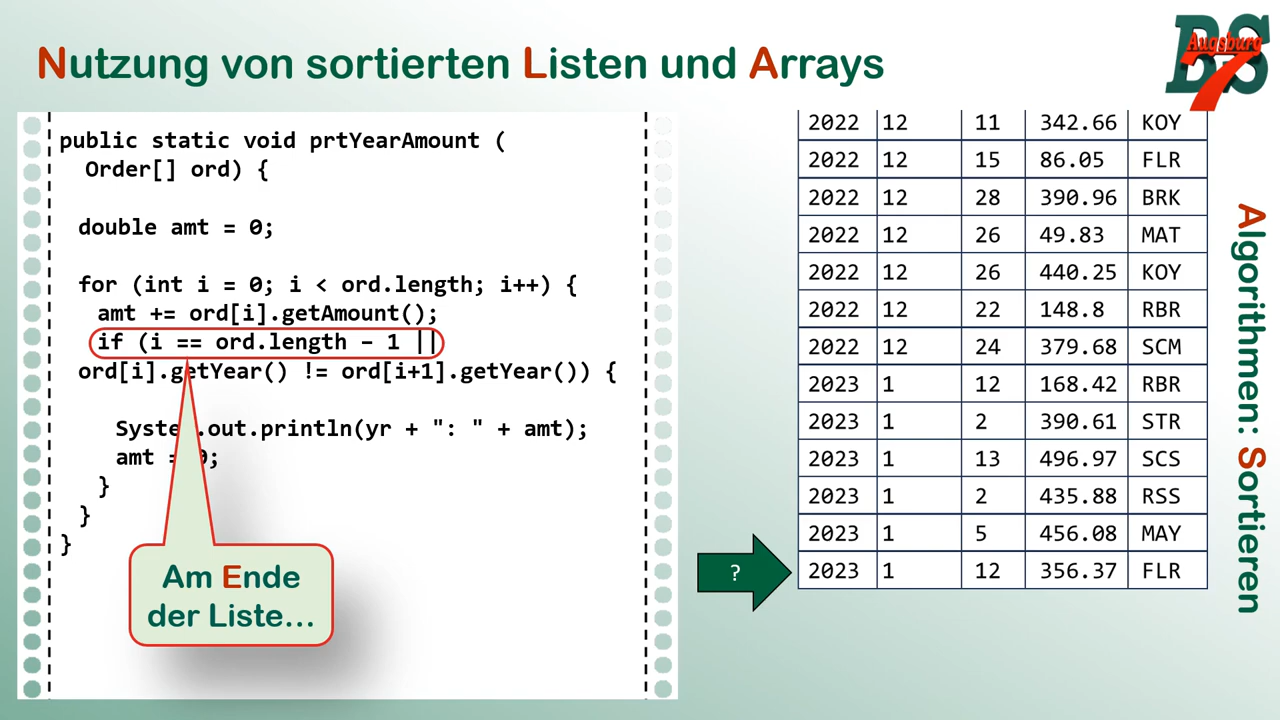 Nutzung von sortierten Listen und Arrays
BS
Augsburg
7
public static void prtYearAmount (
Order[] ord) {
double amt = 0;
for (int i = 0; i < ord.length; i++) {
amt += ord[i].getAmount();
if (i == ord.length – 1 ||
ord[i].getYear() != ord[i+1].getYear()) {
System.out.println(yr + ": " + amt);
amt = 0;
}
}
}
Am Ende
der Liste...
2022 12 11 342.66 KOY
2022 12 15 86.05 FLR
2022 12 28 390.96 BRK
2022 12 26 49.83 MAT
2022 12 26 440.25 KOY
2022 12 22 148.8 RBR
2022 12 24 379.68 SCM
2023 1 12 168.42 RBR
2023 1 2 390.61 STR
2023 1 13 496.97 SCS
2023 1 2 435.88 RSS
2023 1 5 456.08 MAY
? 2023 1 12 356.37 FLR
Algorithmen: Sortieren